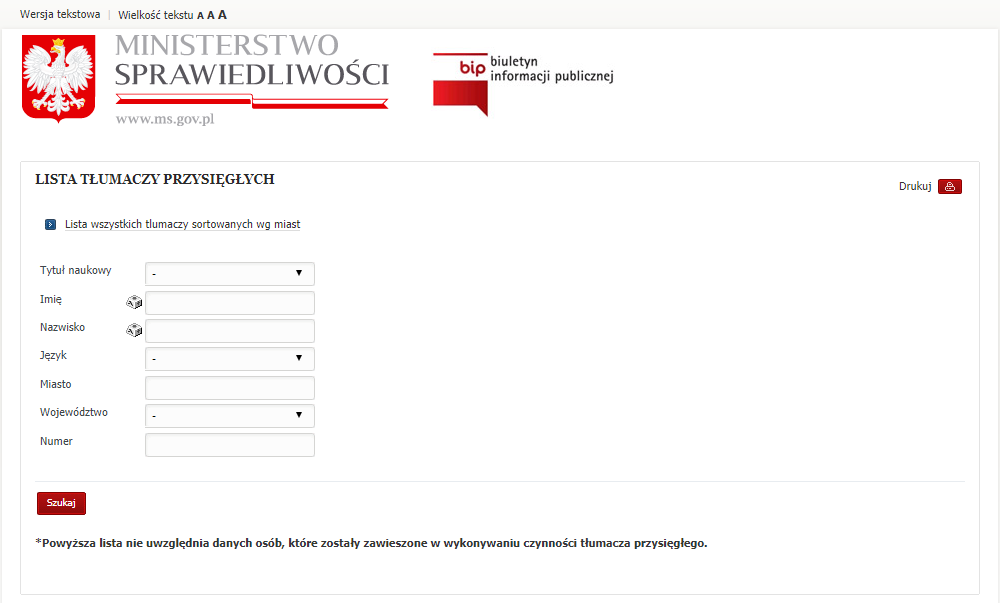 Wersja tekstowa | Wielkość tekstu A A A
MINISTERSTWO
SPRAWIEDLIWOŚCI
www.ms.gov.pl
bip biuletyn
informacji publicznej
LISTA TŁUMACZY PRZYSIĘGŁYCH
Drukuj
Lista wszystkich tlumaczy sortowanych wg miast
Tytuł naukowy -
Imię
Nazwisko
Język -
Miasto
Województwo -
Numer
Szukaj
*Powyższa lista nie uwzględnia danych osób, które zostały zawieszone w wykonywaniu czynności tłumacza przysięgłego.